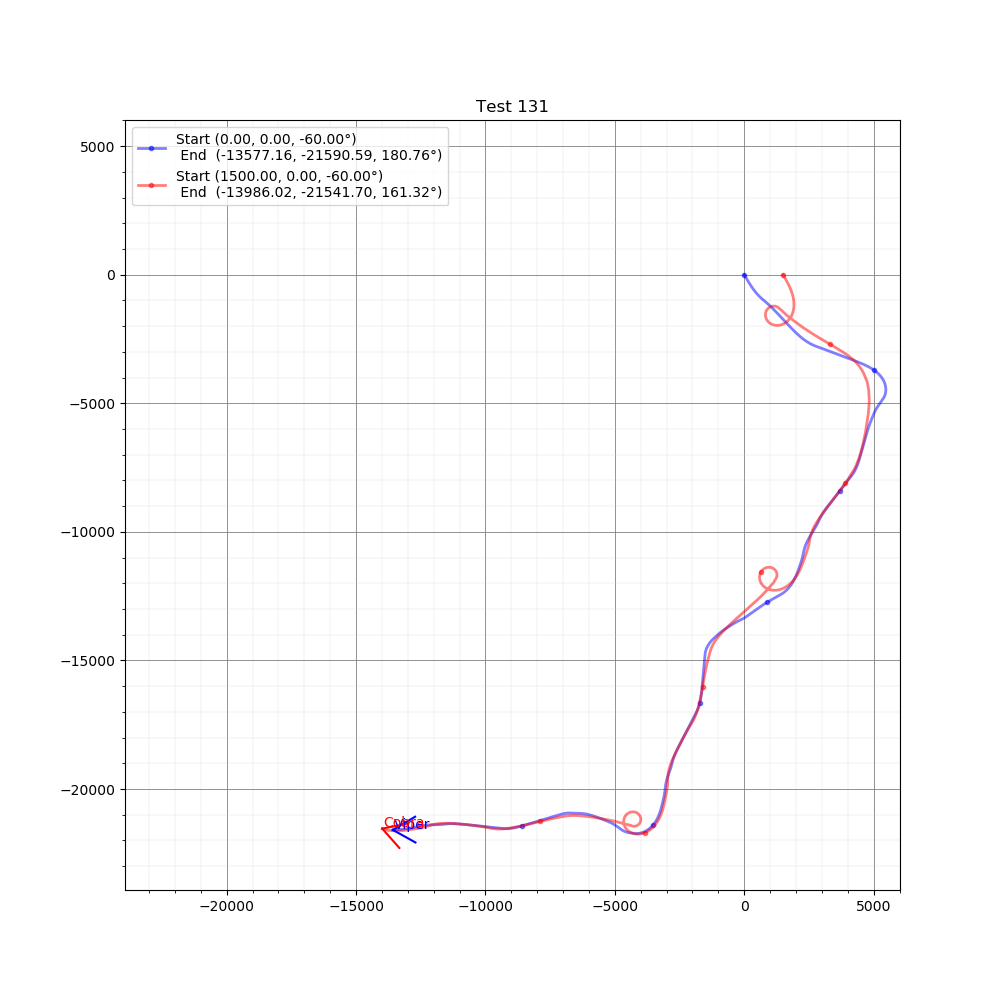 Test 131
Start (0.00, 0.00, -60.00°)
End (-13577.16, -21590.59, 180.76°)
Start (1500.00, 0.00, -60.00°)
End (-13986.02, -21541.70, 161.32°)
5000
0
−5000
−10000
−15000
−20000
Viper
−20000 −15000 −10000 −5000 0 5000